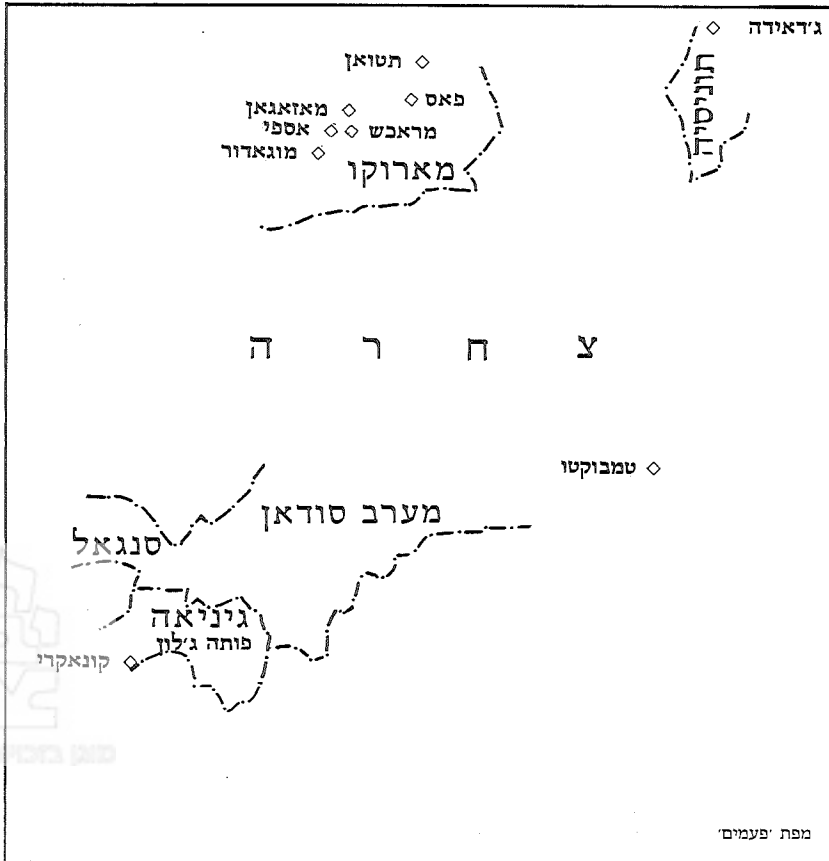 ג׳דאידה
תוניסיה
תטואן
פאס
מאזאגאן
מראכש
אספי
מוגאדור
מארוקו
צחרה
טמבוקטו
מערב סודאן
סנגאל
גיניאה
פותה ג׳לון
קונאקרי
מפת ׳פעמים׳